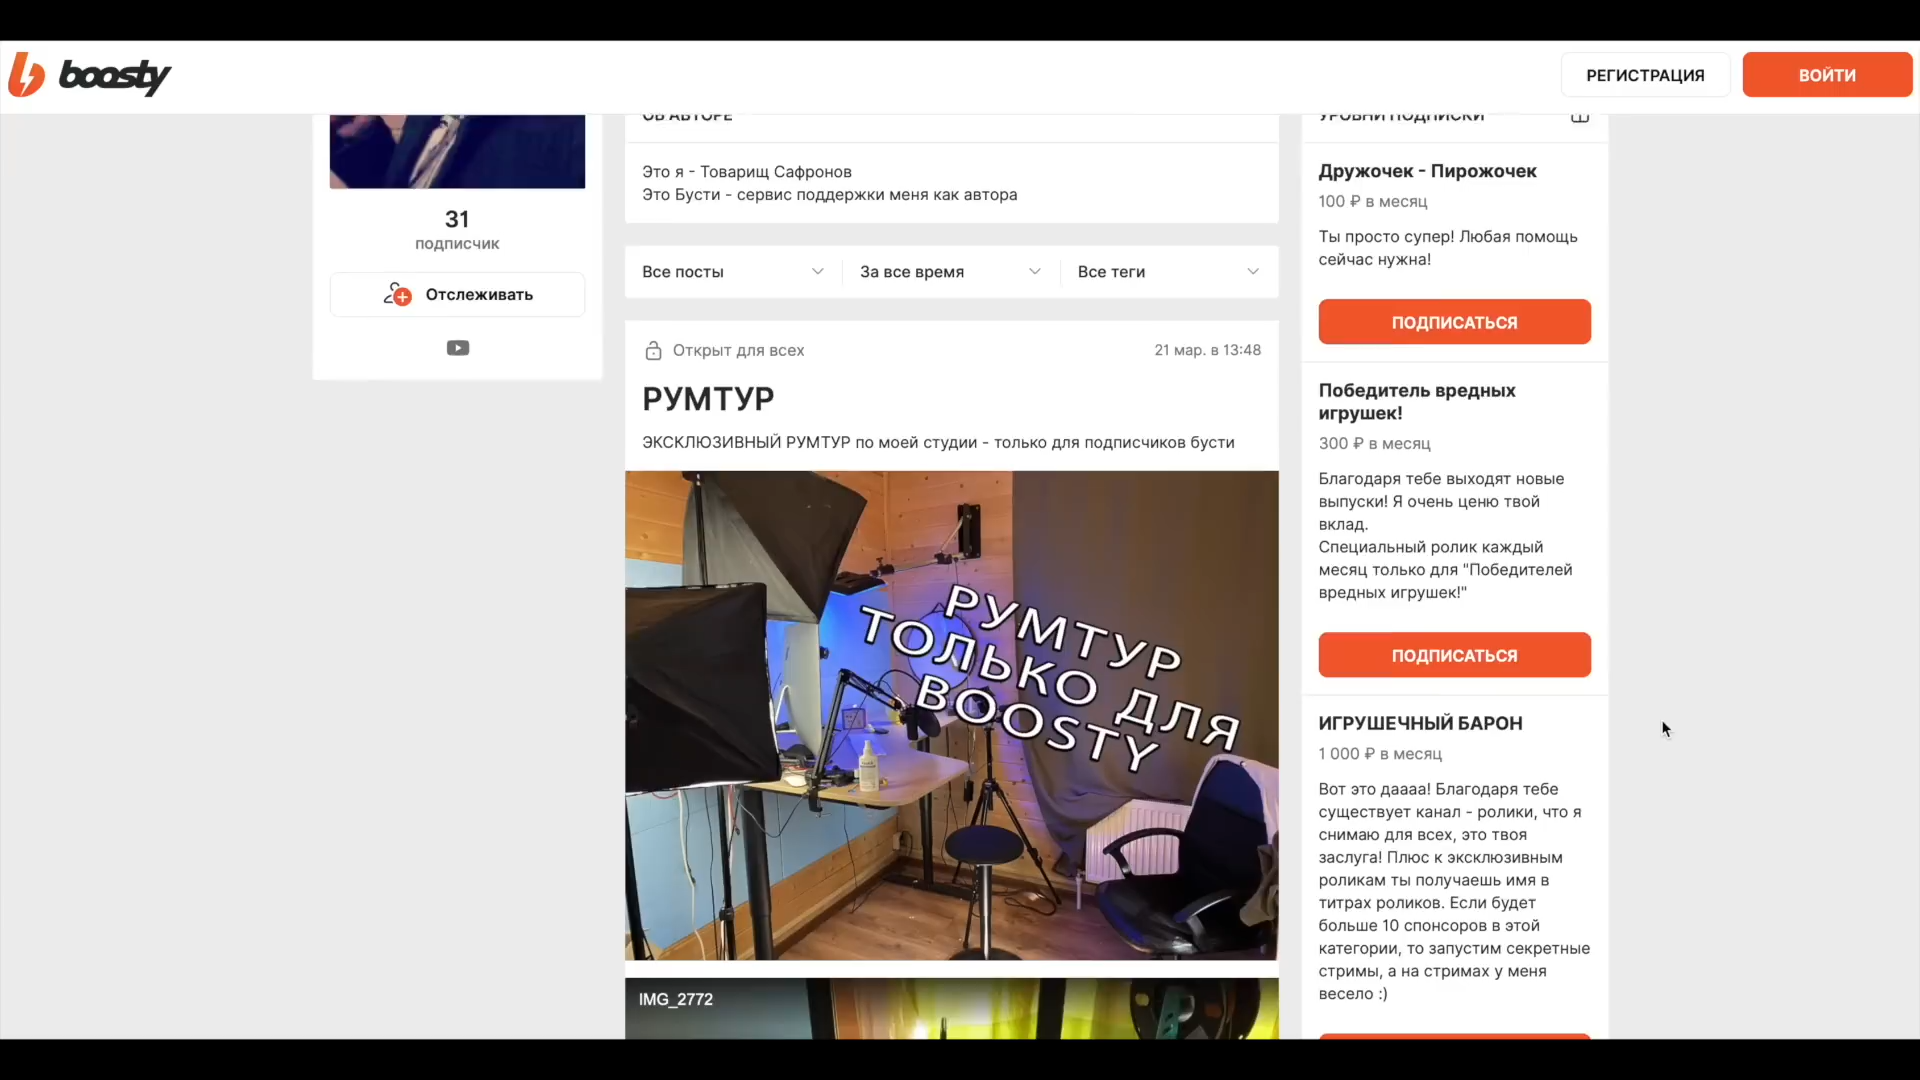 boosty
РЕГИСТРАЦИЯ
ВОЙТИ
31
подписчик
Отслеживать
ОБ АВТОРЕ
Это я - Товарищ Сафронов
Это Бусти - сервис поддержки меня как автора
Все посты
За все время
Все теги
Открыт для всех
21 мар. в 13:48
РУМТУР
ЭКСКЛЮЗИВНЫЙ РУМТУР по моей студии - только для подписчиков бусти
РУМТУР
ТОЛЬКО ДЛЯ
BOOSTY
IMG_2772
УРОВНИ ПОДПИСКИ
Дружочек - Пирожочек
100 ₽ в месяц
Ты просто супер! Любая помощь
сейчас нужна!
ПОДПИСАТЬСЯ
Победитель вредных
игрушек!
300 ₽ в месяц
Благодаря тебе выходят новые
выпуски! Я очень ценю твой
вклад.
Специальный ролик каждый
месяц только для "Победителей
вредных игрушек!"
ПОДПИСАТЬСЯ
ИГРУШЕЧНЫЙ БАРОН
1 000 ₽ в месяц
Вот это даааа! Благодаря тебе
существует канал - ролики, что я
снимаю для всех, это твоя
заслуга! Плюс к эксклюзивным
роликам ты получаешь имя в
титрах роликов. Если будет
больше 10 спонсоров в этой
категории, то запустим секретные
стримы, а на стримах у меня
весело :)